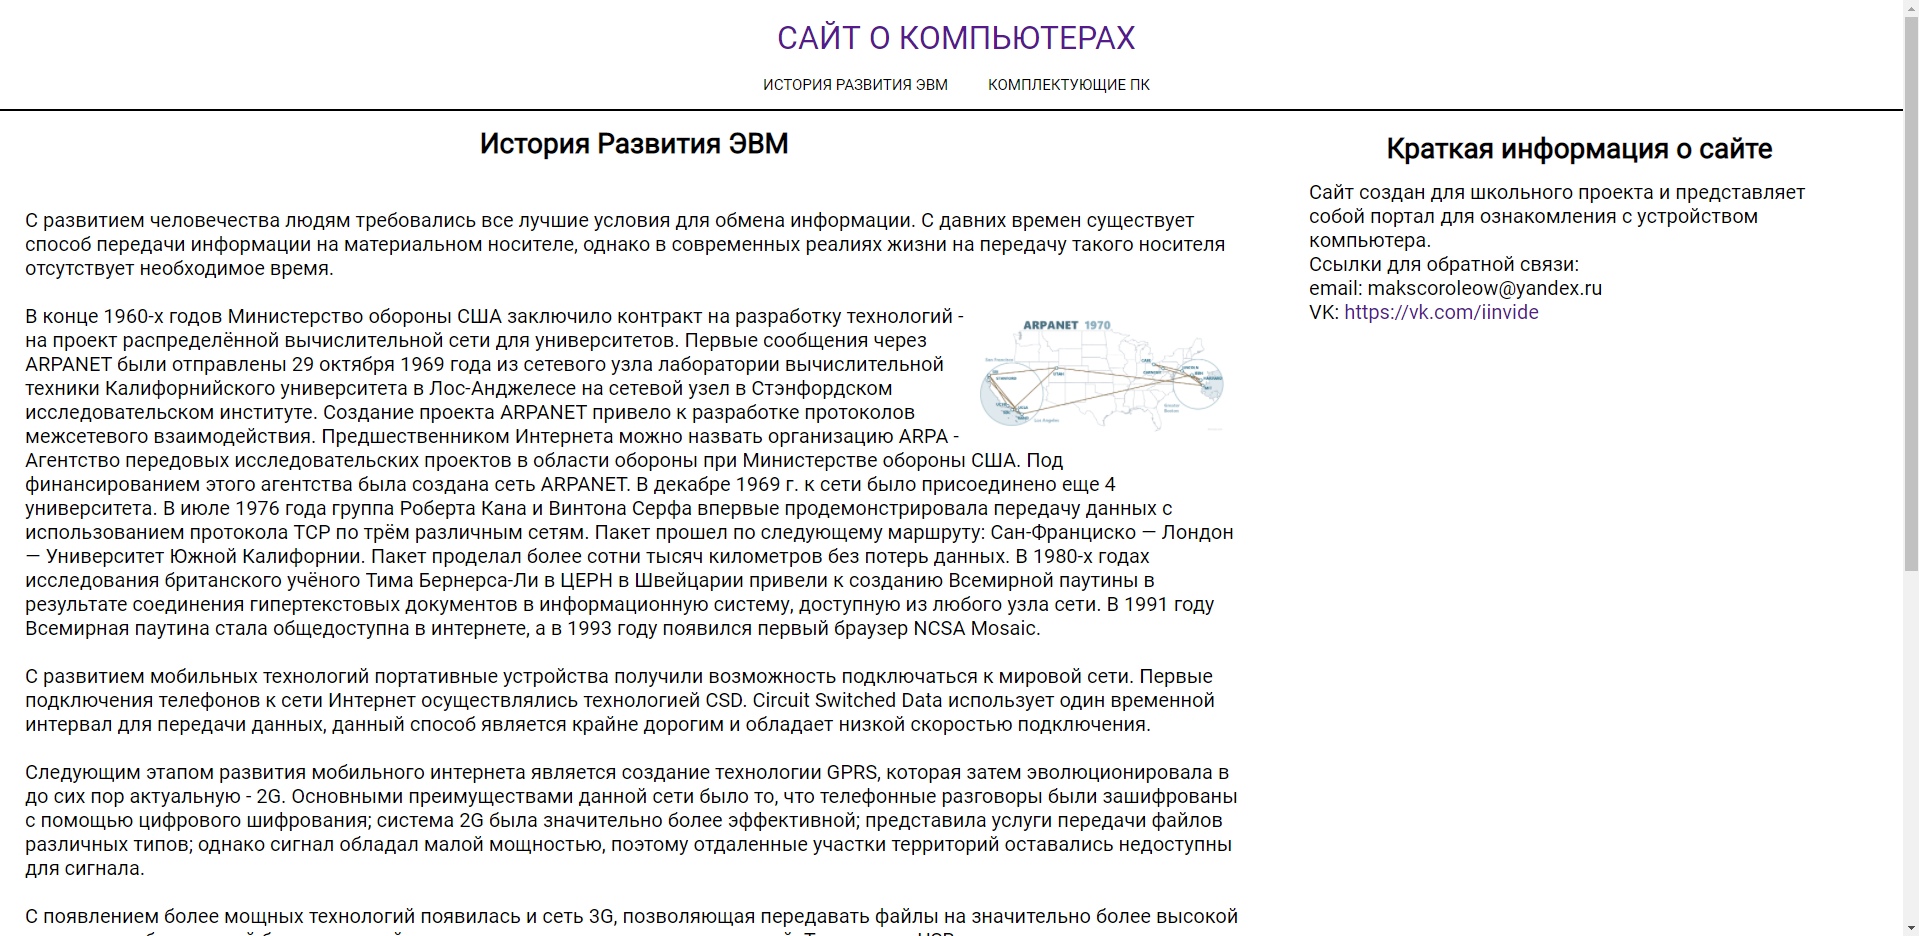 САЙТ О КОМПЬЮТЕРАХ
ИСТОРИЯ РАЗВИТИЯ ЭВМ КОМПЛЕКТУЮЩИЕ ПК
История Развития ЭВМ
С развитием человечества людям требовались все лучшие условия для обмена информации. С давних времен существует
способ передачи информации на материальном носителе, однако в современных реалиях жизни на передачу такого носителя
отсутствует необходимое время.
В конце 1960-х годов Министерство обороны США заключило контракт на разработку технологий -
на проект распределённой вычислительной сети для университетов. Первые сообщения через
ARPANET были отправлены 29 октября 1969 года из сетевого узла лаборатории вычислительной
техники Калифорнийского университета в Лос-Анджелесе на сетевой узел в Стэнфордском
исследовательском институте. Создание проекта ARPANET привело к разработке протоколов
межсетевого взаимодействия. Предшественником Интернета можно назвать организацию ARPA -
Агентство передовых исследовательских проектов в области обороны при Министерстве обороны США. Под
финансированием этого агентства была создана сеть ARPANET. В декабре 1969 г. к сети было присоединено еще 4
университета. В июле 1976 года группа Роберта Кана и Винтона Серфа впервые продемонстрировала передачу данных с
использованием протокола TCP по трём различным сетям. Пакет прошел по следующему маршруту: Сан-Франциско — Лондон
— Университет Южной Калифорнии. Пакет проделал более сотни тысяч километров без потерь данных. В 1980-х годах
исследования британского учёного Тима Бернерса-Ли в ЦЕРН в Швейцарии привели к созданию Всемирной паутины в
результате соединения гипертекстовых документов в информационную систему, доступную из любого узла сети. В 1991 году
Всемирная паутина стала общедоступна в интернете, а в 1993 году появился первый браузер NCSA Mosaic.
ARPANET 1970
San Francisco
UTAH
Los Angeles
С развитием мобильных технологий портативные устройства получили возможность подключаться к мировой сети. Первые
подключения телефонов к сети Интернет осуществлялись технологией CSD. Circuit Switched Data использует один временной
интервал для передачи данных, данный способ является крайне дорогим и обладает низкой скоростью подключения.
Следующим этапом развития мобильного интернета является создание технологии GPRS, которая затем эволюционировала в
до сих пор актуальную - 2G. Основными преимуществами данной сети было то, что телефонные разговоры были зашифрованы
с помощью цифрового шифрования; система 2G была значительно более эффективной; представила услуги передачи файлов
различных типов; однако сигнал обладал малой мощностью, поэтому отдаленные участки территорий оставались недоступны
для сигнала.
С появлением более мощных технологий появилась и сеть 3G, позволяющая передавать файлы на значительно более высокой
Краткая информация о сайте
Сайт создан для школьного проекта и представляет
собой портал для ознакомления с устройством
компьютера.
Ссылки для обратной связи:
email: makscoroleow@yandex.ru
VK: https://vk.com/iinvide